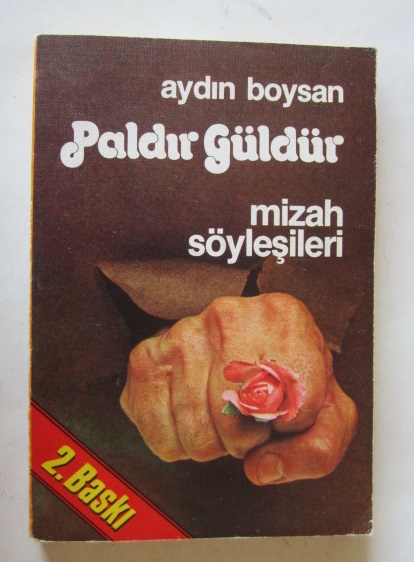 aydın boysan
Paldır Güldür
mizah
söyleşileri
2. Baskı